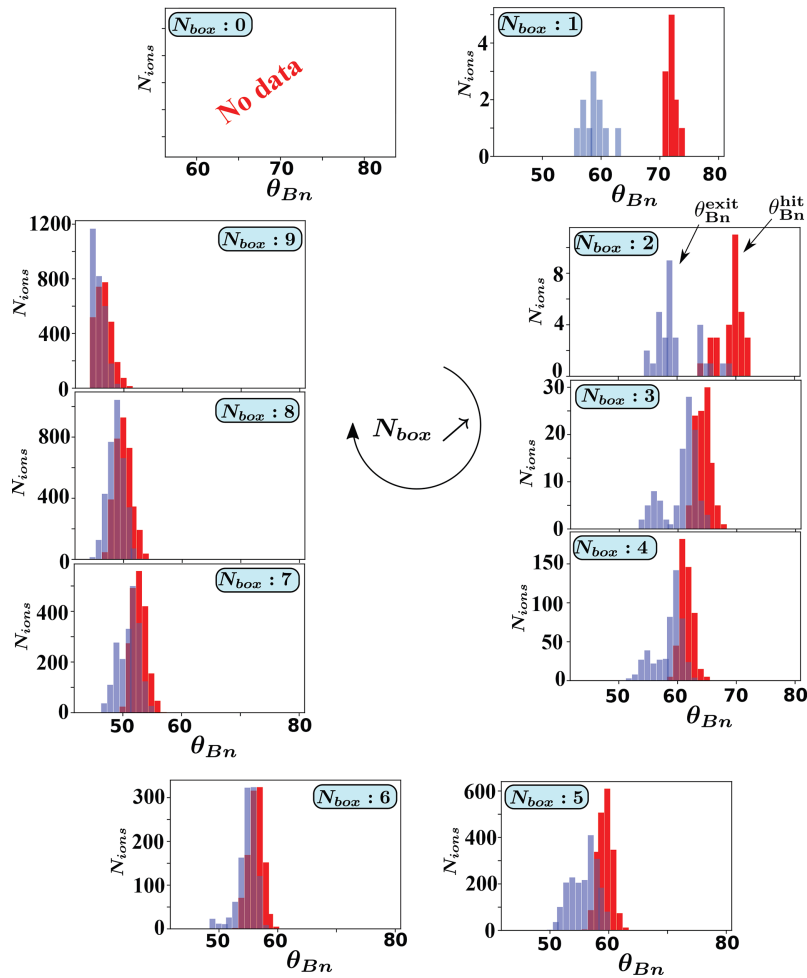 N_box : 0
N_ions
No data
60 70 80
θ_Bn
N_box : 1
N_ions
4
2
0
50 60 70 80
θ_Bn
N_box : 9
N_ions
1200
800
400
0
N_box : 8
N_ions
800
400
0
N_box : 7
N_ions
400
200
0
50 60 80
θ_Bn
N_box
θ_Bn^exit
θ_Bn^hit
N_box : 2
N_ions
8
4
0
N_box : 3
N_ions
30
20
10
0
N_box : 4
N_ions
150
100
50
0
50 60 70 80
θ_Bn
N_box : 6
N_ions
300
200
100
0
50 60 80
θ_Bn
N_box : 5
N_ions
600
400
200
0
50 60 80
θ_Bn